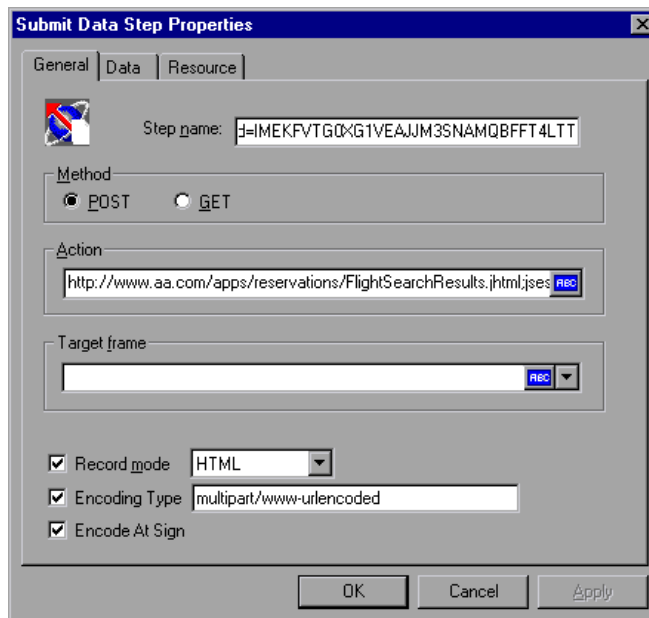 Submit Data Step Properties
General Data Resource
Step name: d=IMEKFVTG0XG1VEAJJM3SNAMQBFFT4LTT
Method
POST GET
Action
http://www.aa.com/apps/reservations/FlightSearchResults.jhtml;jses ABC
Target frame
ABC
Record mode HTML
Encoding Type multipart/www-urlencoded
Encode At Sign
OK Cancel Apply